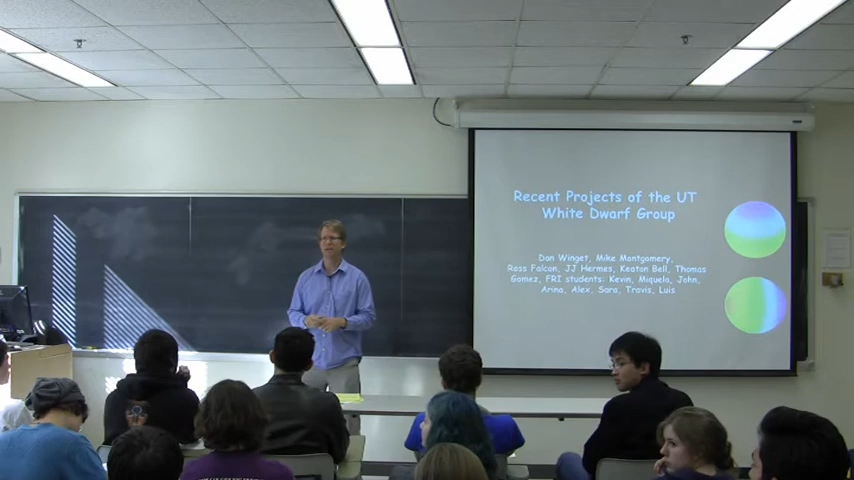 Recent Projects of the UT
White Dwarf Group
Don Winget, Mike Montgomery,
Ross Falcon, JJ Hermes, Keaton Bell, Thomas
Gomez, FRI students: Kevin, Miquela, John,
Arina, Alex, Sara, Travis, Luis